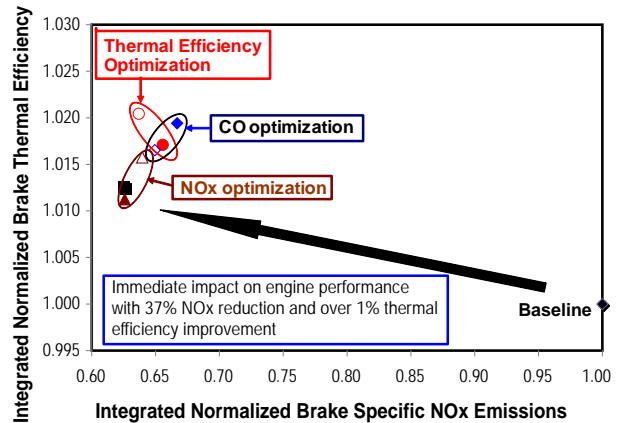 Integrated Normalized Brake Thermal Efficiency
1.030
1.025
1.020
1.015
1.010
1.005
1.000
0.995
Thermal Efficiency
Optimization
CO optimization
NOx optimization
Immediate impact on engine performance
with 37% NOx reduction and over 1% thermal
efficiency improvement
Baseline
0.60 0.65 0.70 0.75 0.80 0.85 0.90 0.95 1.00
Integrated Normalized Brake Specific NOx Emissions